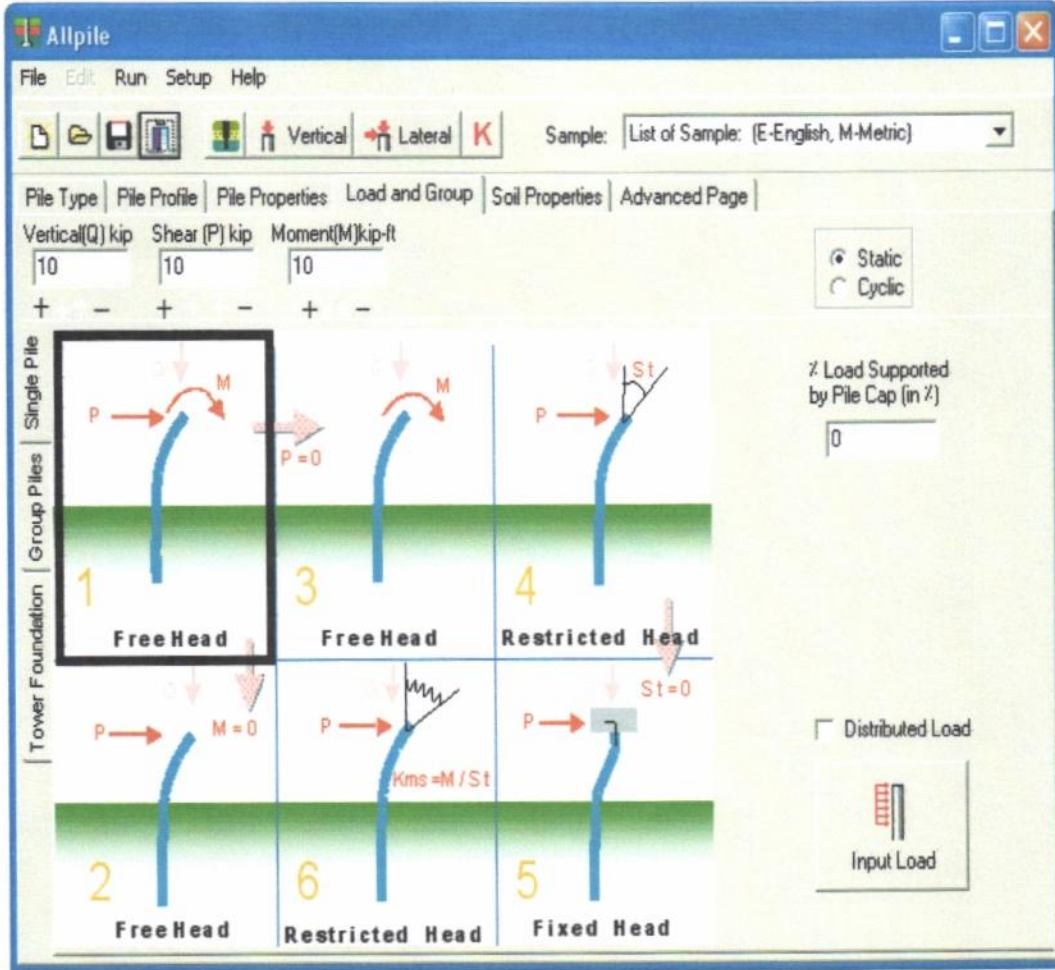 Allpile
File Edit Run Setup Help
Vertical Lateral K Sample: List of Sample: (E-English, M-Metric)
Pile Type Pile Profile Pile Properties Load and Group Soil Properties Advanced Page
Vertical(Q) kip Shear (P) kip Moment(M)kip-ft
10 10 10
+ - + - + -
Static
Cyclic
Single Pile
Group Piles
Tower Foundation
% Load Supported
by Pile Cap (in %)
0
Q M
P
1
Free Head
P = 0
M
3
Free Head
St
P
4
Restricted Head
Q
P M = 0
2
Free Head
P
Kms =M / St
6
Restricted Head
St=0
P
5
Fixed Head
Distributed Load
Input Load